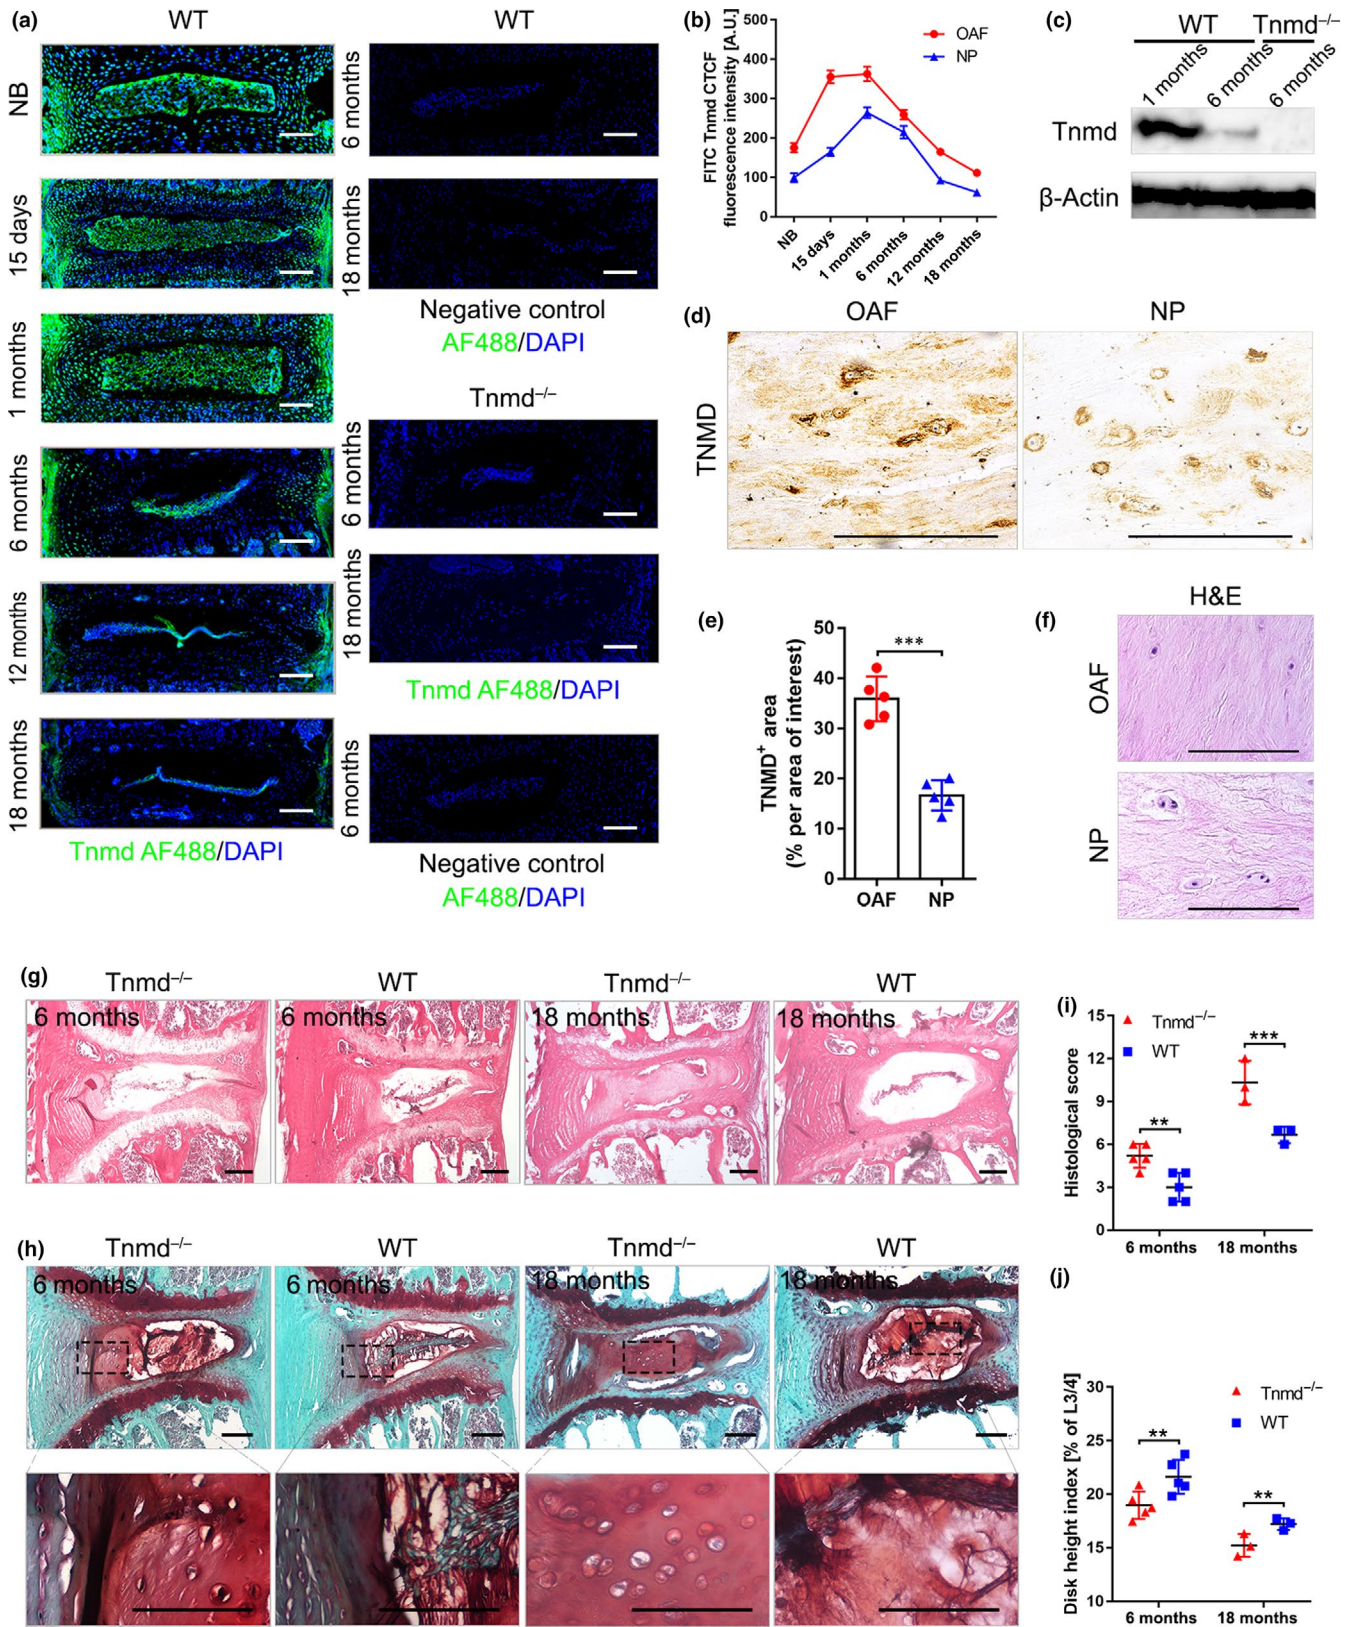 (a)
WT
WT
NB
15 days
1 months
6 months
12 months
18 months
Tnmd AF488/DAPI
6 months
18 months
Negative control
AF488/DAPI
Tnmd–/–
6 months
18 months
Tnmd AF488/DAPI
6 months
Negative control
AF488/DAPI
(b)
FITC Tnmd CTCF
fluorescence intensity [A.U.]
500
400
300
200
100
0
OAF
NP
NB
15 days
1 months
6 months
12 months
18 months
(c)
WT Tnmd–/–
1 months
6 months
6 months
Tnmd
β-Actin
(d)
OAF
NP
TNMD
(e)
TNMD+ area
(% per area of interest)
50
40
30
20
10
0
***
OAF
NP
(f)
H&E
OAF
NP
(g)
Tnmd–/–
WT
Tnmd–/–
WT
6 months
6 months
18 months
18 months
(h)
Tnmd–/–
WT
Tnmd–/–
WT
6 months
6 months
18 months
18 months
(i)
Histological score
15
12
9
6
3
0
Tnmd–/–
WT
**
***
6 months
18 months
(j)
Disk height index [% of L3/4]
30
25
20
15
10
Tnmd–/–
WT
**
**
6 months
18 months